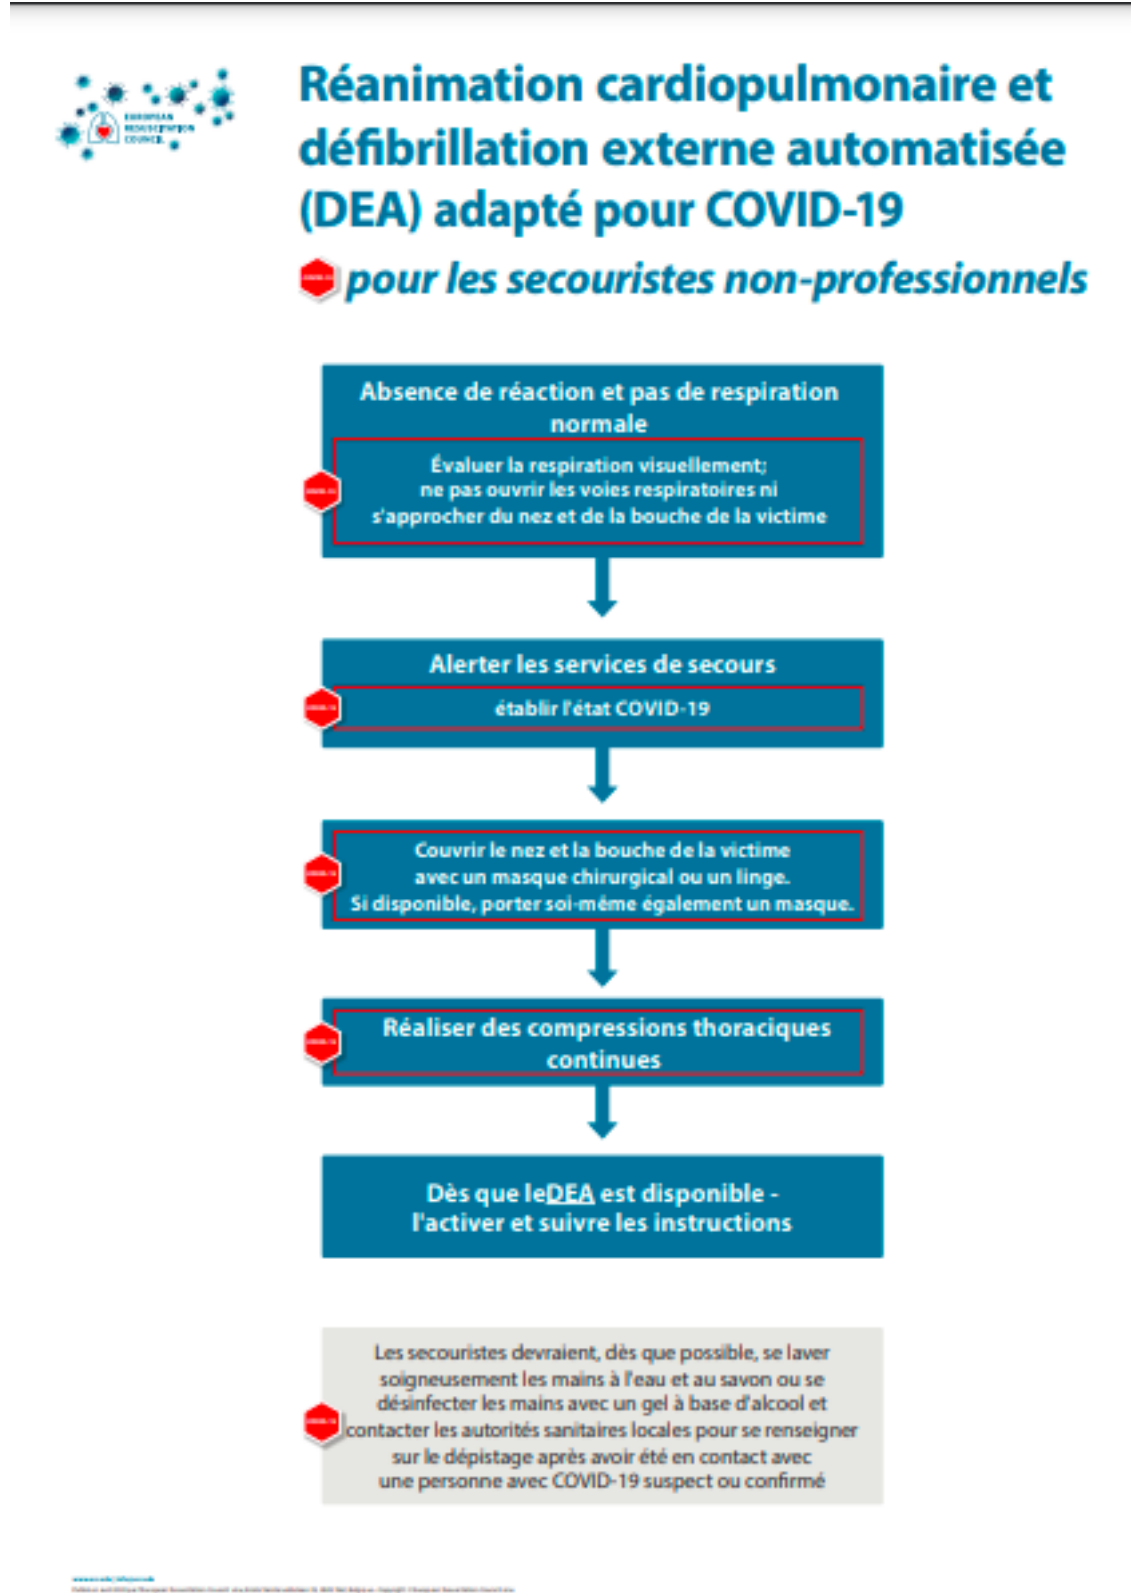 EUROPEAN
RESUSCITATION
COUNCIL
Réanimation cardiopulmonaire et
défibrillation externe automatisée
(DEA) adapté pour COVID-19
pour les secouristes non-professionnels
Absence de réaction et pas de respiration
normale
Évaluer la respiration visuellement;
ne pas ouvrir les voies respiratoires ni
s'approcher du nez et de la bouche de la victime
Alerter les services de secours
établir l'état COVID-19
Couvrir le nez et la bouche de la victime
avec un masque chirurgical ou un linge.
Si disponible, porter soi-même également un masque.
Réaliser des compressions thoraciques
continues
Dès que leDEA est disponible -
l'activer et suivre les instructions
Les secouristes devraient, dès que possible, se laver
soigneusement les mains à l'eau et au savon ou se
désinfecter les mains avec un gel à base d'alcool et
contacter les autorités sanitaires locales pour se renseigner
sur le dépistage après avoir été en contact avec
une personne avec COVID-19 suspect ou confirmé